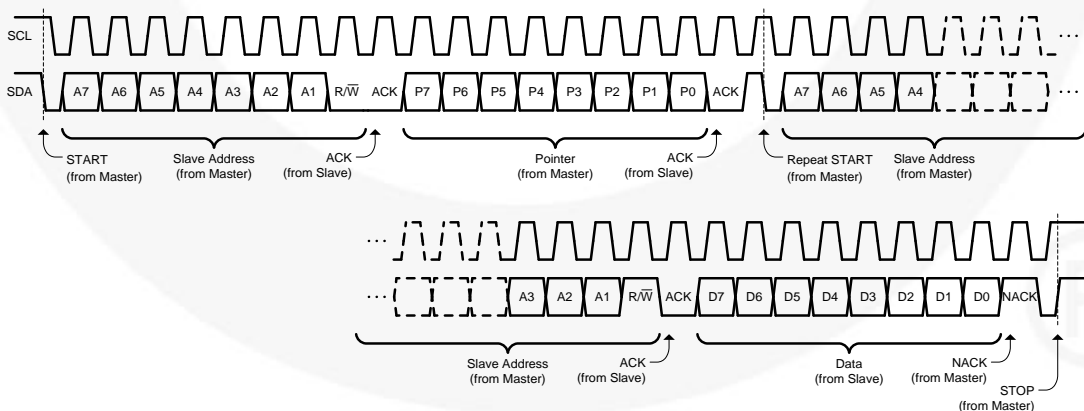 SCL
SDA A7 A6 A5 A4 A3 A2 A1 R/W̅ ACK P7 P6 P5 P4 P3 P2 P1 P0 ACK A7 A6 A5 A4 ...
START
(from Master)
Slave Address
(from Master)
ACK
(from Slave)
Pointer
(from Master)
ACK
(from Slave)
Repeat START
(from Master)
Slave Address
(from Master)
... A3 A2 A1 R/W̅ ACK D7 D6 D5 D4 D3 D2 D1 D0 NACK
Slave Address
(from Master)
ACK
(from Slave)
Data
(from Slave)
NACK
(from Master)
STOP
(from Master)